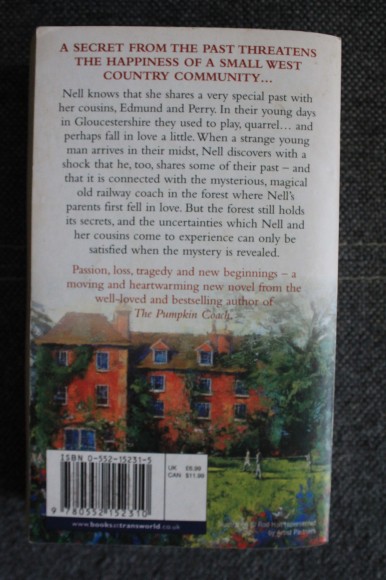 A SECRET FROM THE PAST THREATENS
THE HAPPINESS OF A SMALL WEST
COUNTRY COMMUNITY...
Nell knows that she shares a very special past with
her cousins, Edmund and Perry. In their young days
in Gloucestershire they used to play, quarrel... and
perhaps fall in love a little. When a strange young
man arrives in their midst, Nell discovers with a
shock that he, too, shares some of their past – and
that it is connected with the mysterious, magical
old railway coach in the forest where Nell's
parents first fell in love. But the forest still holds
its secrets, and the uncertainties which Nell and
her cousins come to experience can only be
satisfied when the mystery is revealed.
Passion, loss, tragedy and new beginnings – a
moving and heartwarming new novel from the
well-loved and bestselling author of
The Pumpkin Coach.
ISBN 0-552-15231-5
UK
CAN $11.99
9 780552 152310
www.booksattransworld.co.uk